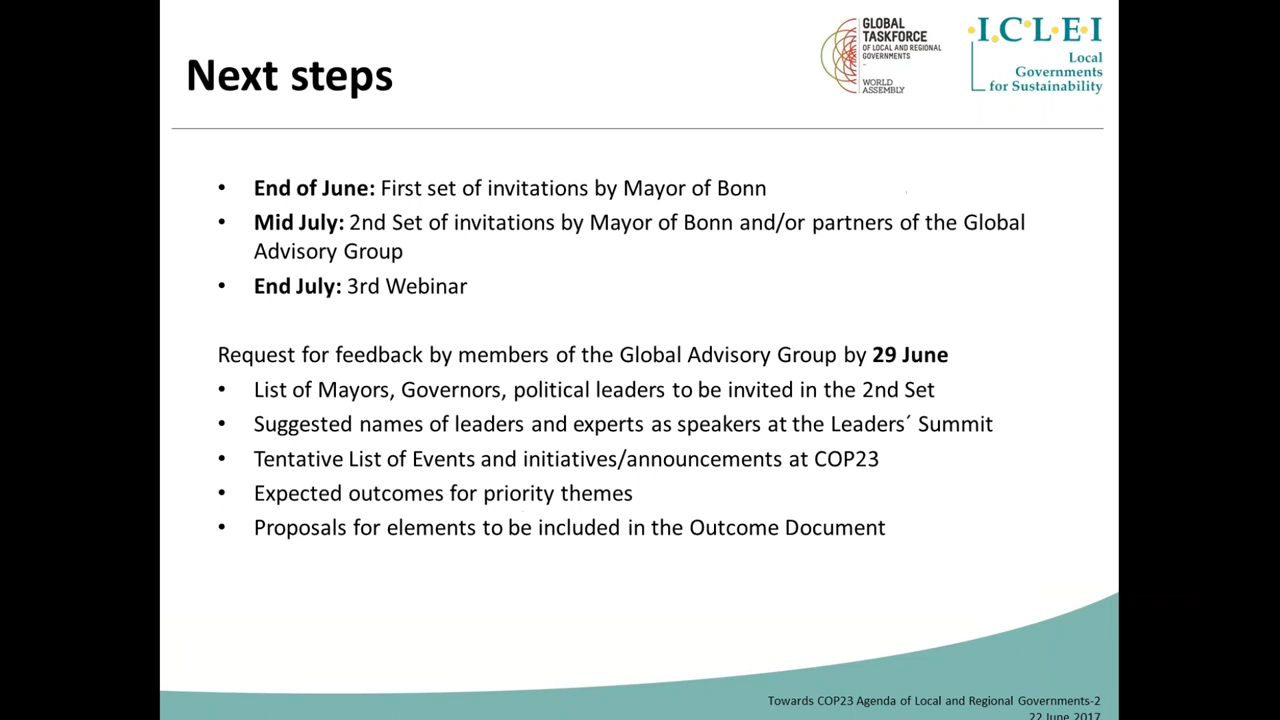 Next steps
GLOBAL
TASKFORCE
OF LOCAL AND REGIONAL
GOVERNMENTS
WORLD
ASSEMBLY
I.C.L.E.I
Local
Governments
for Sustainability
• End of June: First set of invitations by Mayor of Bonn
• Mid July: 2nd Set of invitations by Mayor of Bonn and/or partners of the Global
Advisory Group
• End July: 3rd Webinar
Request for feedback by members of the Global Advisory Group by 29 June
• List of Mayors, Governors, political leaders to be invited in the 2nd Set
• Suggested names of leaders and experts as speakers at the Leaders´ Summit
• Tentative List of Events and initiatives/announcements at COP23
• Expected outcomes for priority themes
• Proposals for elements to be included in the Outcome Document
Towards COP23 Agenda of Local and Regional Governments-2
22 June 2017